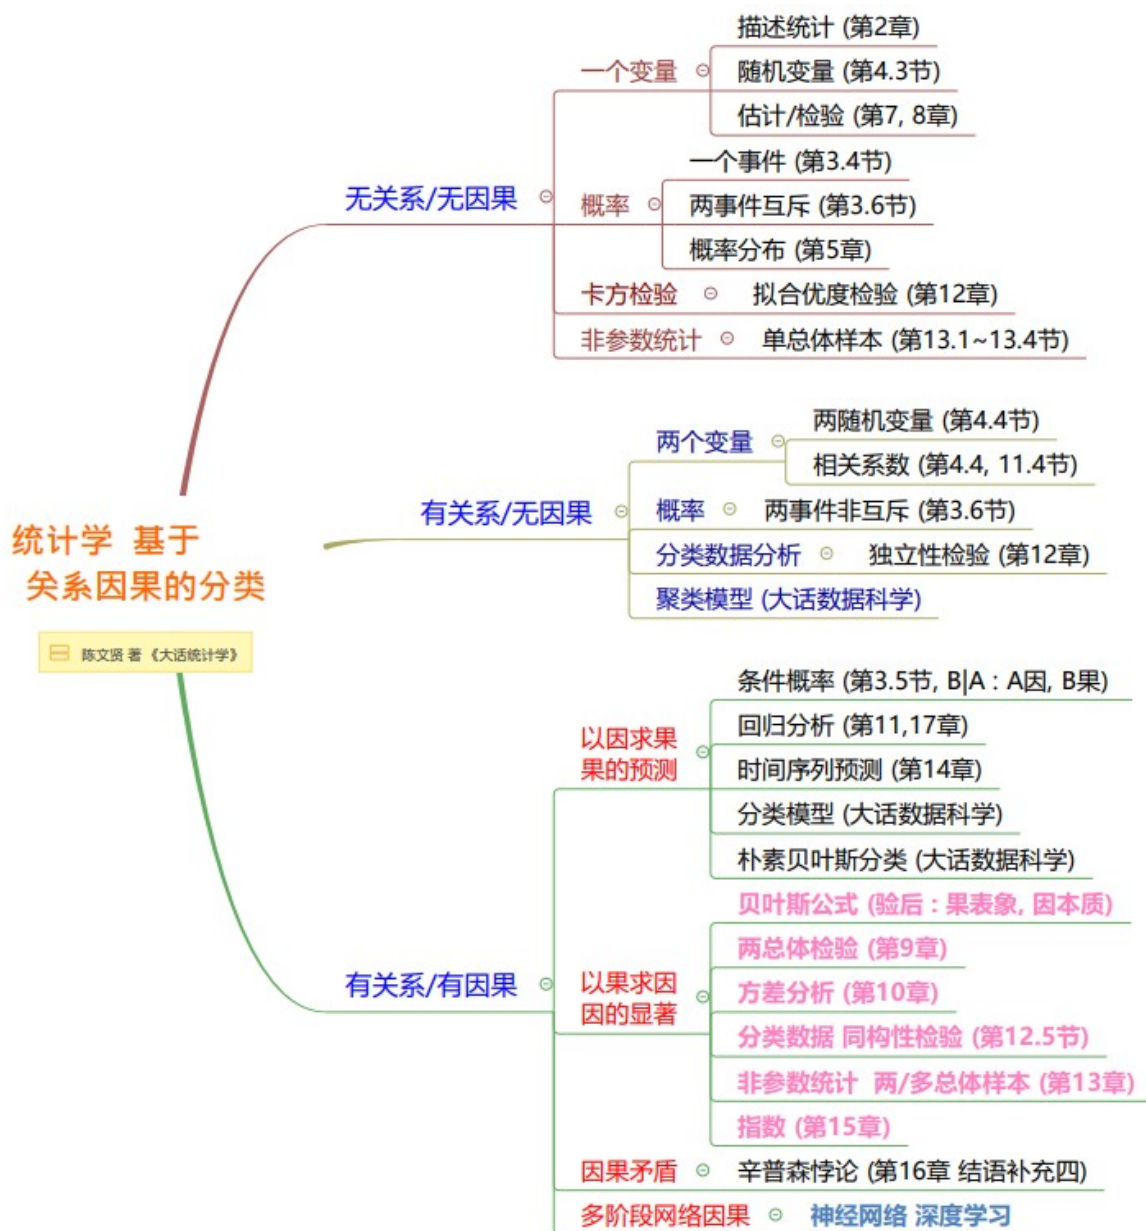 描述统计 (第2章)
一个变量
随机变量 (第4.3节)
估计/检验 (第7, 8章)
一个事件 (第3.4节)
无关系/无因果
概率
两事件互斥 (第3.6节)
概率分布 (第5章)
卡方检验
拟合优度检验 (第12章)
非参数统计
单总体样本 (第13.1~13.4节)
两随机变量 (第4.4节)
两个变量
相关系数 (第4.4, 11.4节)
有关系/无因果
概率
两事件非互斥 (第3.6节)
分类数据分析
独立性检验 (第12章)
聚类模型 (大话数据科学)
统计学 基于
关系因果的分类
陈文贤 著《大话统计学》
条件概率 (第3.5节, B|A : A因, B果)
以因求果
果的预测
回归分析 (第11,17章)
时间序列预测 (第14章)
分类模型 (大话数据科学)
朴素贝叶斯分类 (大话数据科学)
贝叶斯公式 (验后 : 果表象, 因本质)
两总体检验 (第9章)
有关系/有因果
以果求因
因的显著
方差分析 (第10章)
分类数据 同构性检验 (第12.5节)
非参数统计 两/多总体样本 (第13章)
指数 (第15章)
因果矛盾
辛普森悖论 (第16章 结语补充四)
多阶段网络因果
神经网络 深度学习